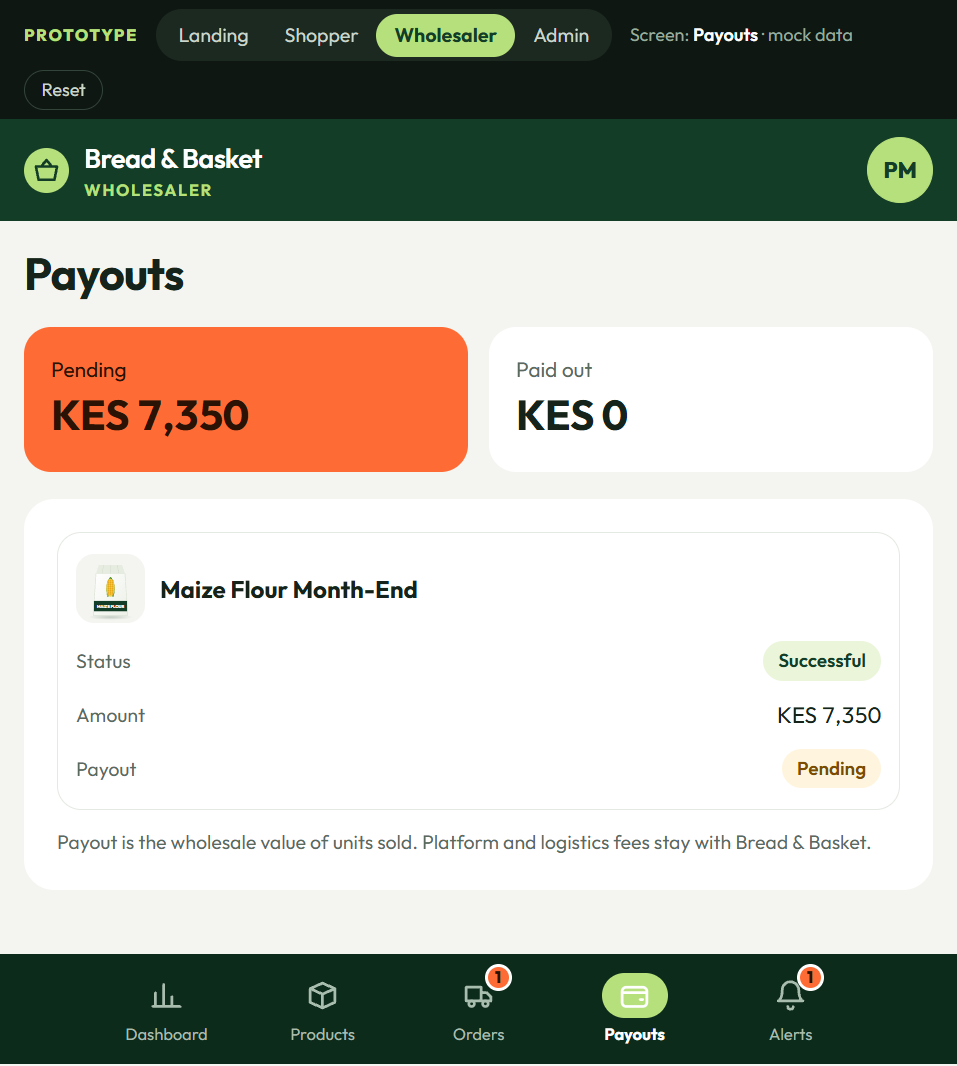 PROTOTYPE
Landing
Shopper
Wholesaler
Admin
Screen: Payouts · mock data
Reset
Bread & Basket
WHOLESALER
PM
Payouts
Pending
KES 7,350
Paid out
KES 0
MAIZE FLOUR
Maize Flour Month-End
Status
Successful
Amount
KES 7,350
Payout
Pending
Payout is the wholesale value of units sold. Platform and logistics fees stay with Bread & Basket.
Dashboard
Products
1
Orders
Payouts
1
Alerts